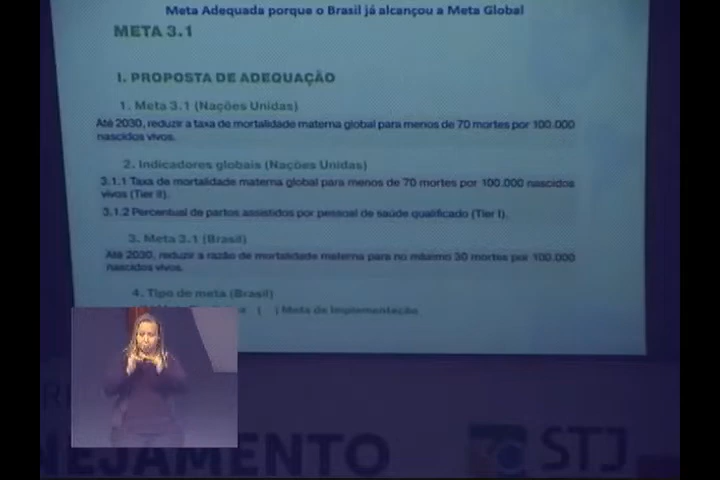 Meta Adequada porque o Brasil já alcançou a Meta Global
META 3.1
I. PROPOSTA DE ADEQUAÇÃO
1. Meta 3.1 (Nações Unidas)
Até 2030, reduzir a taxa de mortalidade materna global para menos de 70 mortes por 100.000
nascidos vivos.
2. Indicadores globais (Nações Unidas)
3.1.1 Taxa de mortalidade materna global para menos de 70 mortes por 100.000 nascidos
vivos (Tier II).
3.1.2 Percentual de partos assistidos por pessoal de saúde qualificado (Tier I).
3. Meta 3.1 (Brasil)
Até 2030, reduzir a razão de mortalidade materna para no máximo 30 mortes por 100.000
nascidos vivos.
4. Tipo de meta (Brasil)
( ) Meta de Implementação
NEJAMENTO
STJ